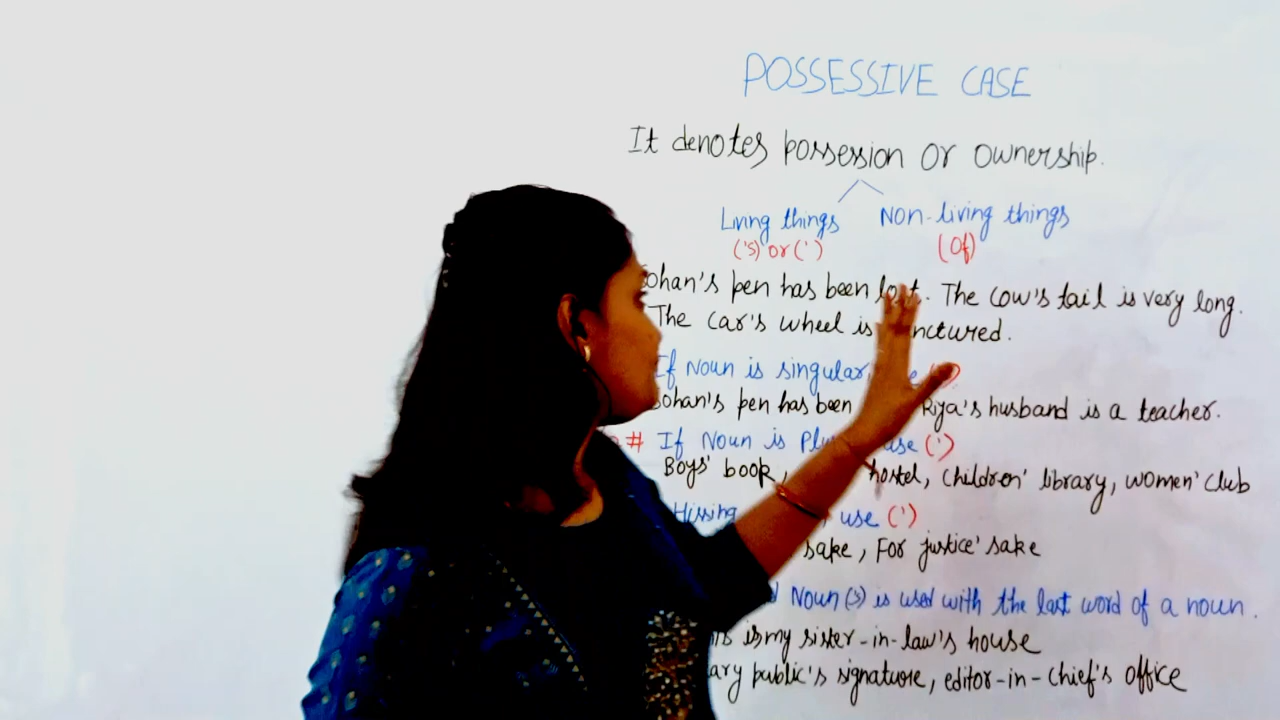 POSSESSIVE CASE
It denotes possession or ownership.
Living things Non-living things
('s) or (') (Of)
ohan's pen has been lost. The cow's tail is very long.
The car's wheel is nctured.
If Noun is singular,
ohan's pen has been Riya's husband is a teacher.
# If Noun is Plu use (')
Boys' book, hostel, Children' library, women' club
Hissing , use (')
sake, For justice' sake
Noun ('s) is used with the last word of a noun.
is my sister-in-law's house
ary public's signature, editor-in-chief's office